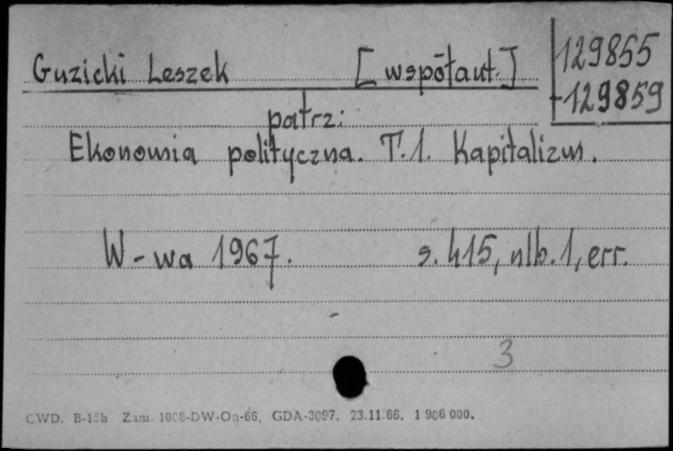 Guzicki Leszek [współaut.] 129855
-129859
patrz:
Ekonomia polityczna. T.1. Kapitalizm.
W-wa 1967. s. 415, nlb. 1, err.
3
CWD. B-15b Zam. 1008-DW-Op-66, GDA-3097. 23.11.66. 1 906 000.